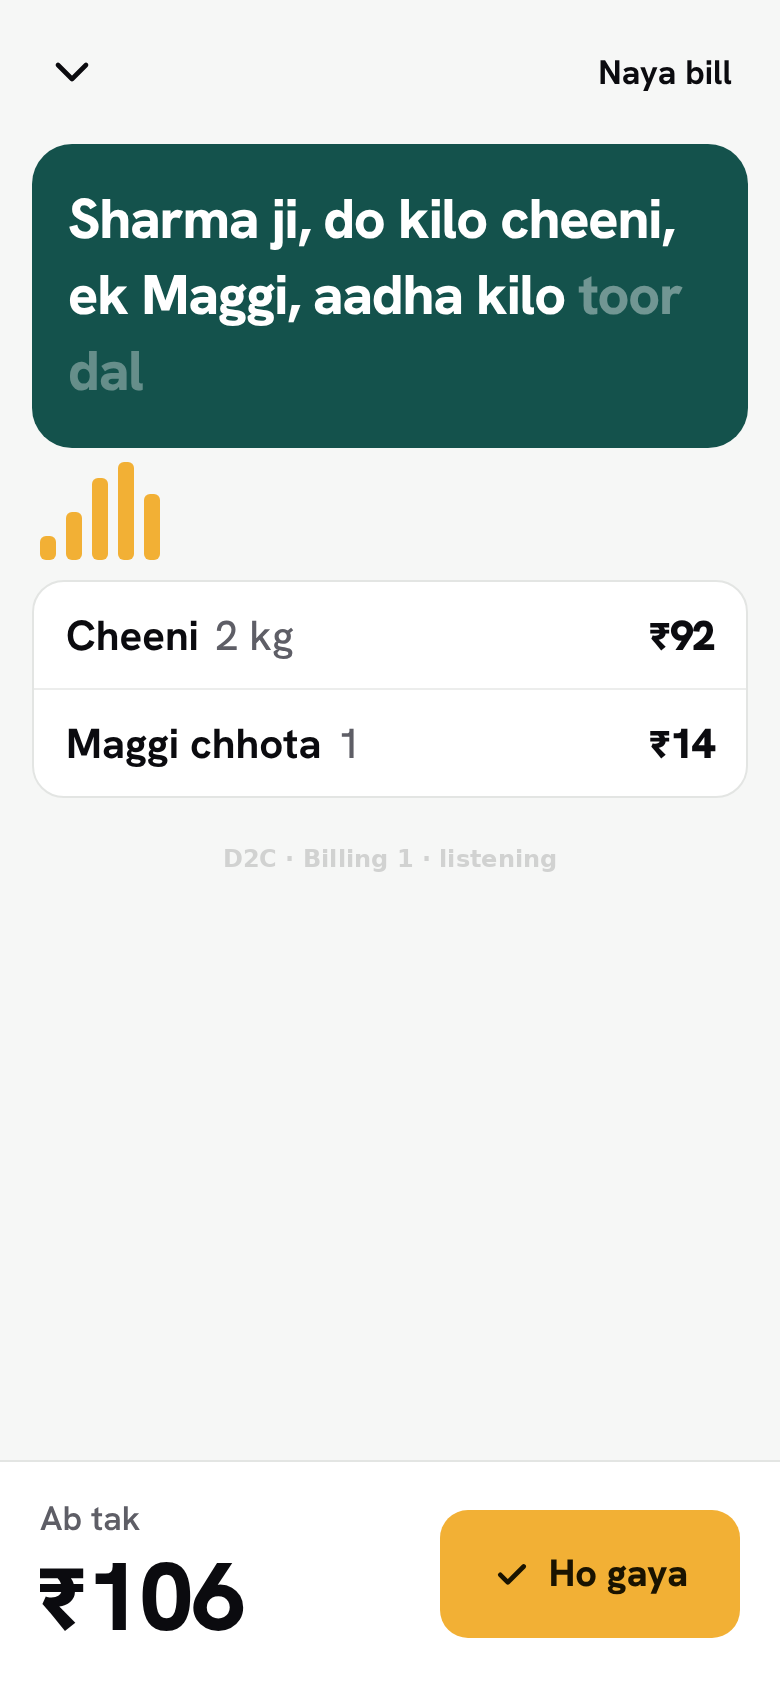 Naya bill
Sharma ji, do kilo cheeni,
ek Maggi, aadha kilo toor
dal
Cheeni 2 kg ₹92
Maggi chhota 1 ₹14
D2C · Billing 1 · listening
Ab tak
₹106
Ho gaya